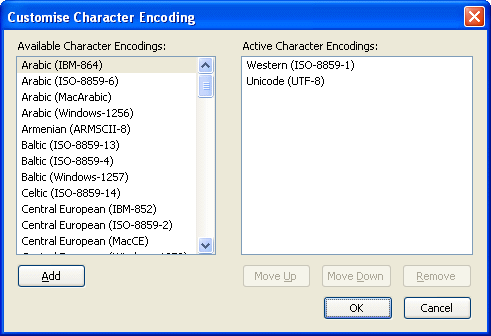 Customise Character Encoding
Available Character Encodings:
Arabic (IBM-864)
Arabic (ISO-8859-6)
Arabic (MacArabic)
Arabic (Windows-1256)
Armenian (ARMSCII-8)
Baltic (ISO-8859-13)
Baltic (ISO-8859-4)
Baltic (Windows-1257)
Celtic (ISO-8859-14)
Central European (IBM-852)
Central European (ISO-8859-2)
Central European (MacCE)
Central European
Add
Active Character Encodings:
Western (ISO-8859-1)
Unicode (UTF-8)
Move Up Move Down Remove
OK Cancel